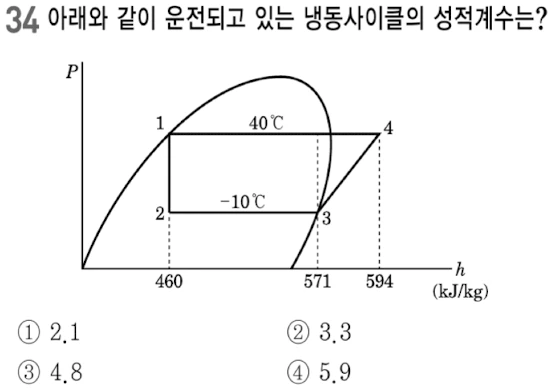 34 아래와 같이 운전되고 있는 냉동사이클의 성적계수는?
P
1 40℃ 4
2 -10℃ 3
460 571 594 h
(kJ/kg)
① 2.1 ② 3.3
③ 4.8 ④ 5.9